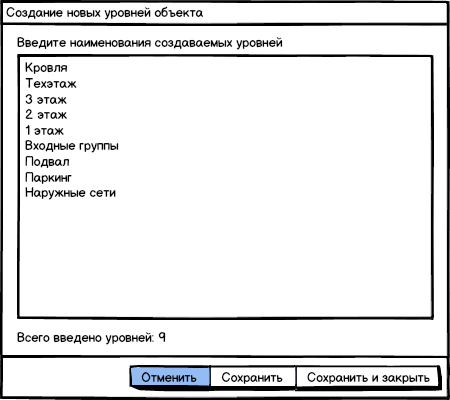 Создание новых уровней объекта
Введите наименования создаваемых уровней
Кровля
Техэтаж
3 этаж
2 этаж
1 этаж
Входные группы
Подвал
Паркинг
Наружные сети
Всего введено уровней: 9
Отменить
Сохранить
Сохранить и закрыть